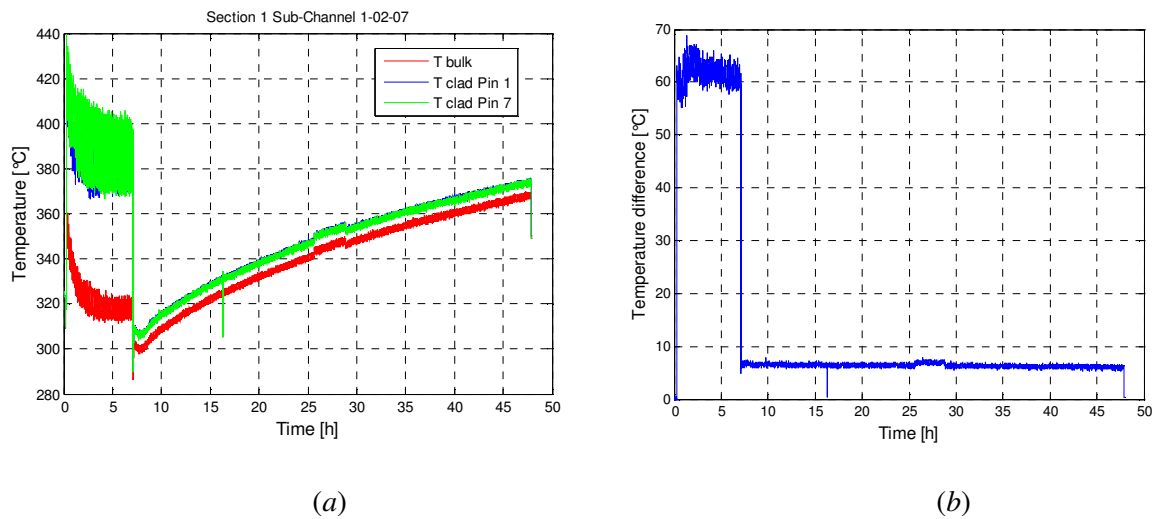 Section 1 Sub-Channel 1-02-07
Temperature [°C]
440
420
400
380
360
340
320
300
280
0 5 10 15 20 25 30 35 40 45 50
Time [h]
T bulk
T clad Pin 1
T clad Pin 7
(a)
Temperature difference [°C]
70
60
50
40
30
20
10
0
0 5 10 15 20 25 30 35 40 45 50
Time [h]
(b)